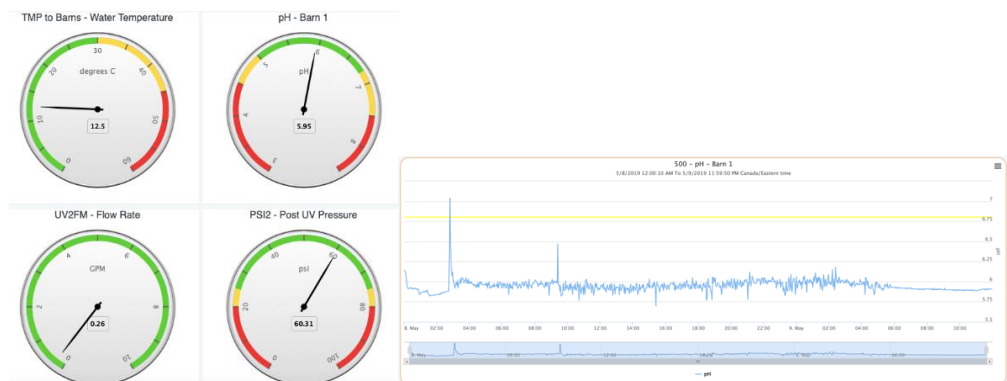 TMP to Barns - Water Temperature
0
10
20
30
40
50
60
degrees C
12.5
pH - Barn 1
3
4
5
6
7
8
pH
5.95
UV2FM - Flow Rate
0
2
4
6
8
10
GPM
0.26
PSI2 - Post UV Pressure
20
40
60
80
100
psi
60.31
500 - pH - Barn 1
5/8/2019 12:00:10 AM To 5/9/2019 11:59:50 PM Canada/Eastern time
7
6.75
6.5
6.25
6
5.75
5.5
pH
8. May 02:00 04:00 06:00 08:00 10:00 12:00 14:00 16:00 18:00 20:00 22:00 9. May 02:00 04:00 06:00 08:00 10:00
8. May 12:00
pH